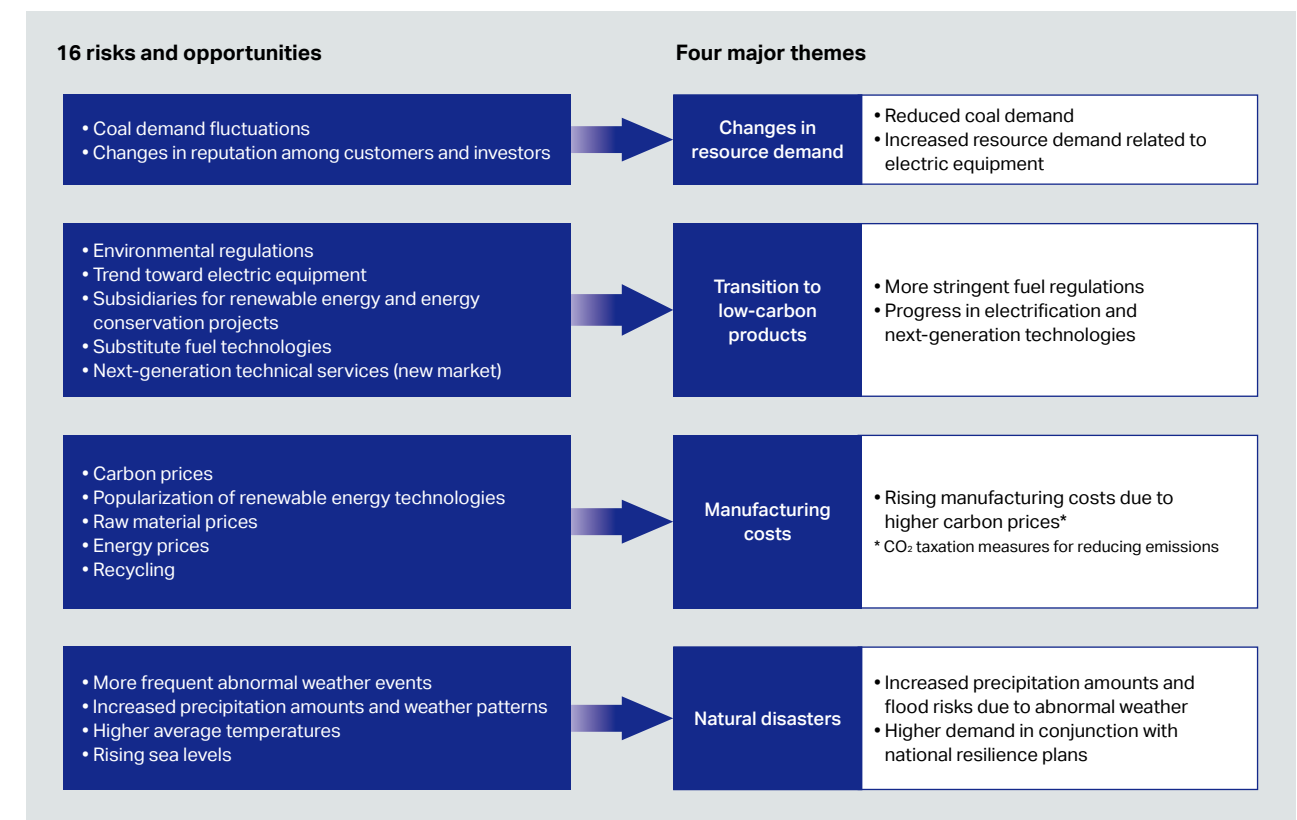 16 risks and opportunities
Four major themes
• Coal demand fluctuations
• Changes in reputation among customers and investors
Changes in
resource demand
• Reduced coal demand
• Increased resource demand related to
electric equipment
• Environmental regulations
• Trend toward electric equipment
• Subsidiaries for renewable energy and energy
conservation projects
• Substitute fuel technologies
• Next-generation technical services (new market)
Transition to
low-carbon
products
• More stringent fuel regulations
• Progress in electrification and
next-generation technologies
• Carbon prices
• Popularization of renewable energy technologies
• Raw material prices
• Energy prices
• Recycling
Manufacturing
costs
• Rising manufacturing costs due to
higher carbon prices*
* CO₂ taxation measures for reducing emissions
• More frequent abnormal weather events
• Increased precipitation amounts and weather patterns
• Higher average temperatures
• Rising sea levels
Natural disasters
• Increased precipitation amounts and
flood risks due to abnormal weather
• Higher demand in conjunction with
national resilience plans